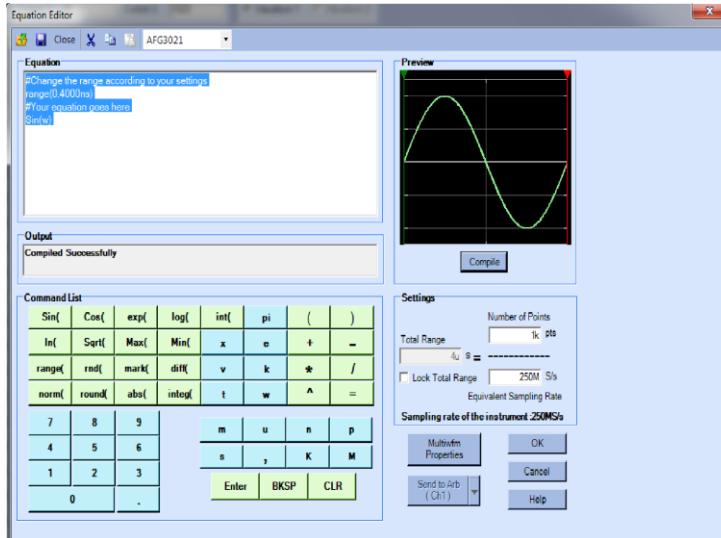 Equation Editor
Close AFG3021
Equation
#Change the range according to your settings
range(0,4000ns)
#Your equation goes here
Sin(w)
Output
Compiled Successfully
Preview
Compile
Command List
Sin( Cos( exp( log( int( pi ( )
ln( Sqrt( Max( Min( x e + -
range( rnd( mark( diff( v k * /
norm( round( abs( integ( t w ^ =
7 8 9
4 5 6
1 2 3
0 .
m u n p
s , K M
Enter BKSP CLR
Settings
Number of Points
1k pts
Total Range
4u s = ------------
Lock Total Range 250M S/s
Equivalent Sampling Rate
Sampling rate of the instrument :250MS/s
Multiwfm Properties
OK
Cancel
Send to Arb
( Ch1 )
Help